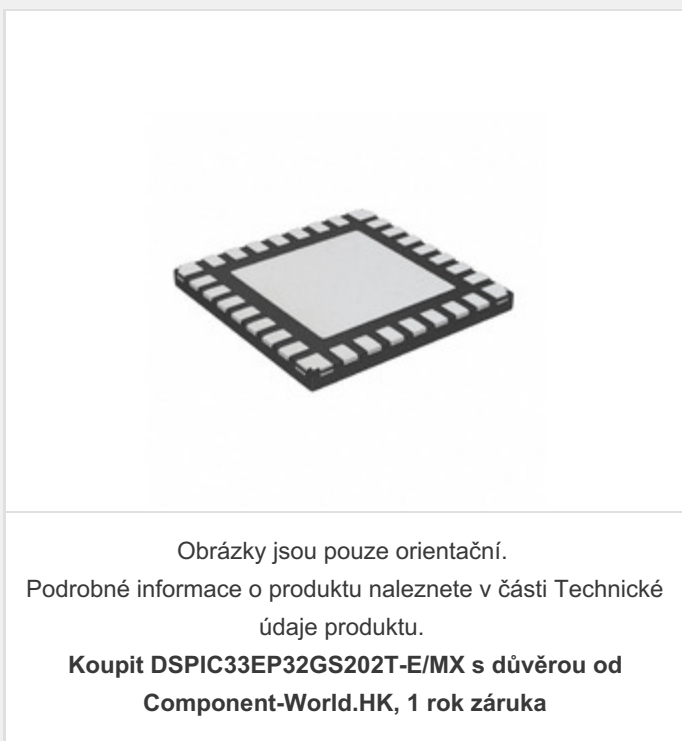 Obrázky jsou pouze orientační.
Podrobné informace o produktu naleznete v části Technické
údaje produktu.
Koupit DSPIC33EP32GS202T-E/MX s důvěrou od
Component-World.HK, 1 rok záruka